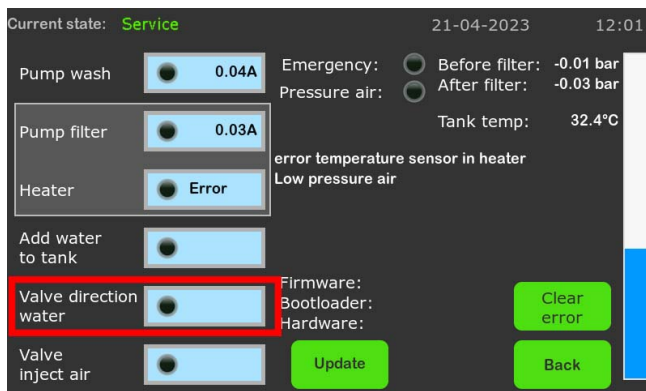 Current state: Service 21-04-2023 12:01
Pump wash 0.04A
Emergency:
Pressure air:
Before filter: -0.01 bar
After filter: -0.03 bar
Tank temp: 32.4°C
Pump filter 0.03A
error temperature sensor in heater
Low pressure air
Heater Error
Add water
to tank
Valve direction
water
Firmware:
Bootloader:
Hardware:
Clear
error
Valve
inject air
Update
Back